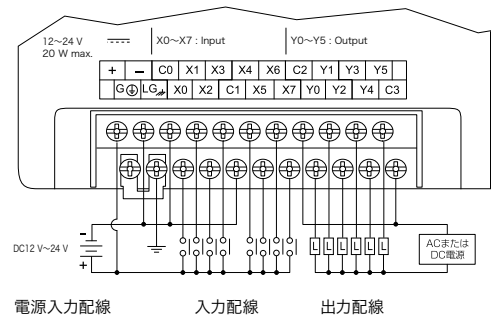 12～24 V
20 W max.
X0～X7 : Input
Y0～Y5 : Output
+ − C0 X1 X3 X4 X6 C2 Y1 Y3 Y5
G LG X0 X2 C1 X5 X7 Y0 Y2 Y4 C3
-
DC12 V～24 V
+
L L L L L L
ACまたは
DC電源
電源入力配線 入力配線 出力配線